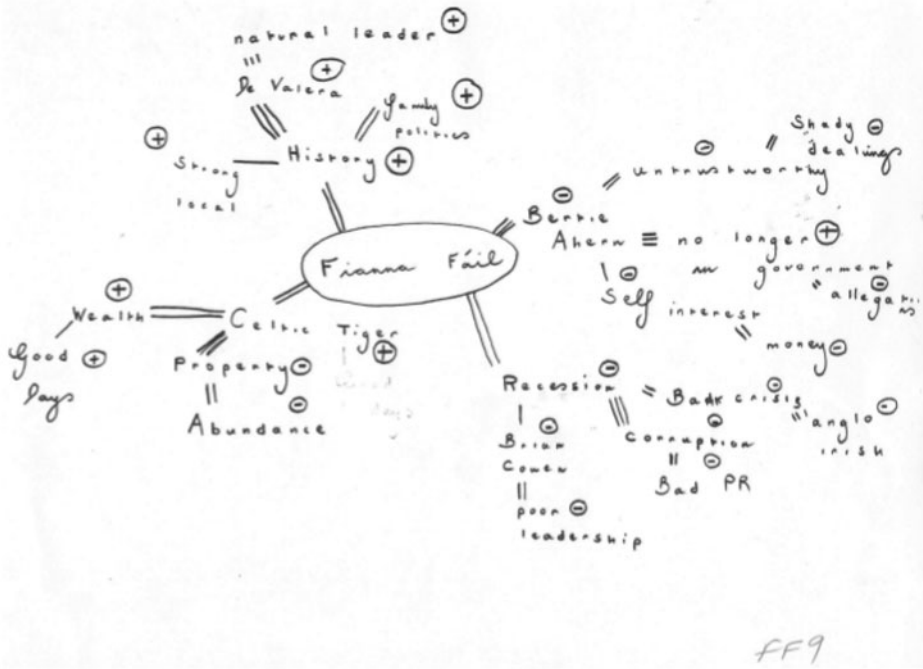 natural leader +
De Valera +
family +
politics
+
Strong
local
History +
Shady -
dealings
-
untrustworthy
-
Bertie
Ahern ≡ no longer +
in government
-
allegati
ns
-
Self interest
money -
Fianna Fáil
+
Wealth
Good +
Days
Celtic Tiger
+
Property -
-
Abundance
-
Recession
Bank crisis -
anglo -
irish
-
Corruption
-
Bad PR
-
Brian
Cowen
poor -
leadership
FF9